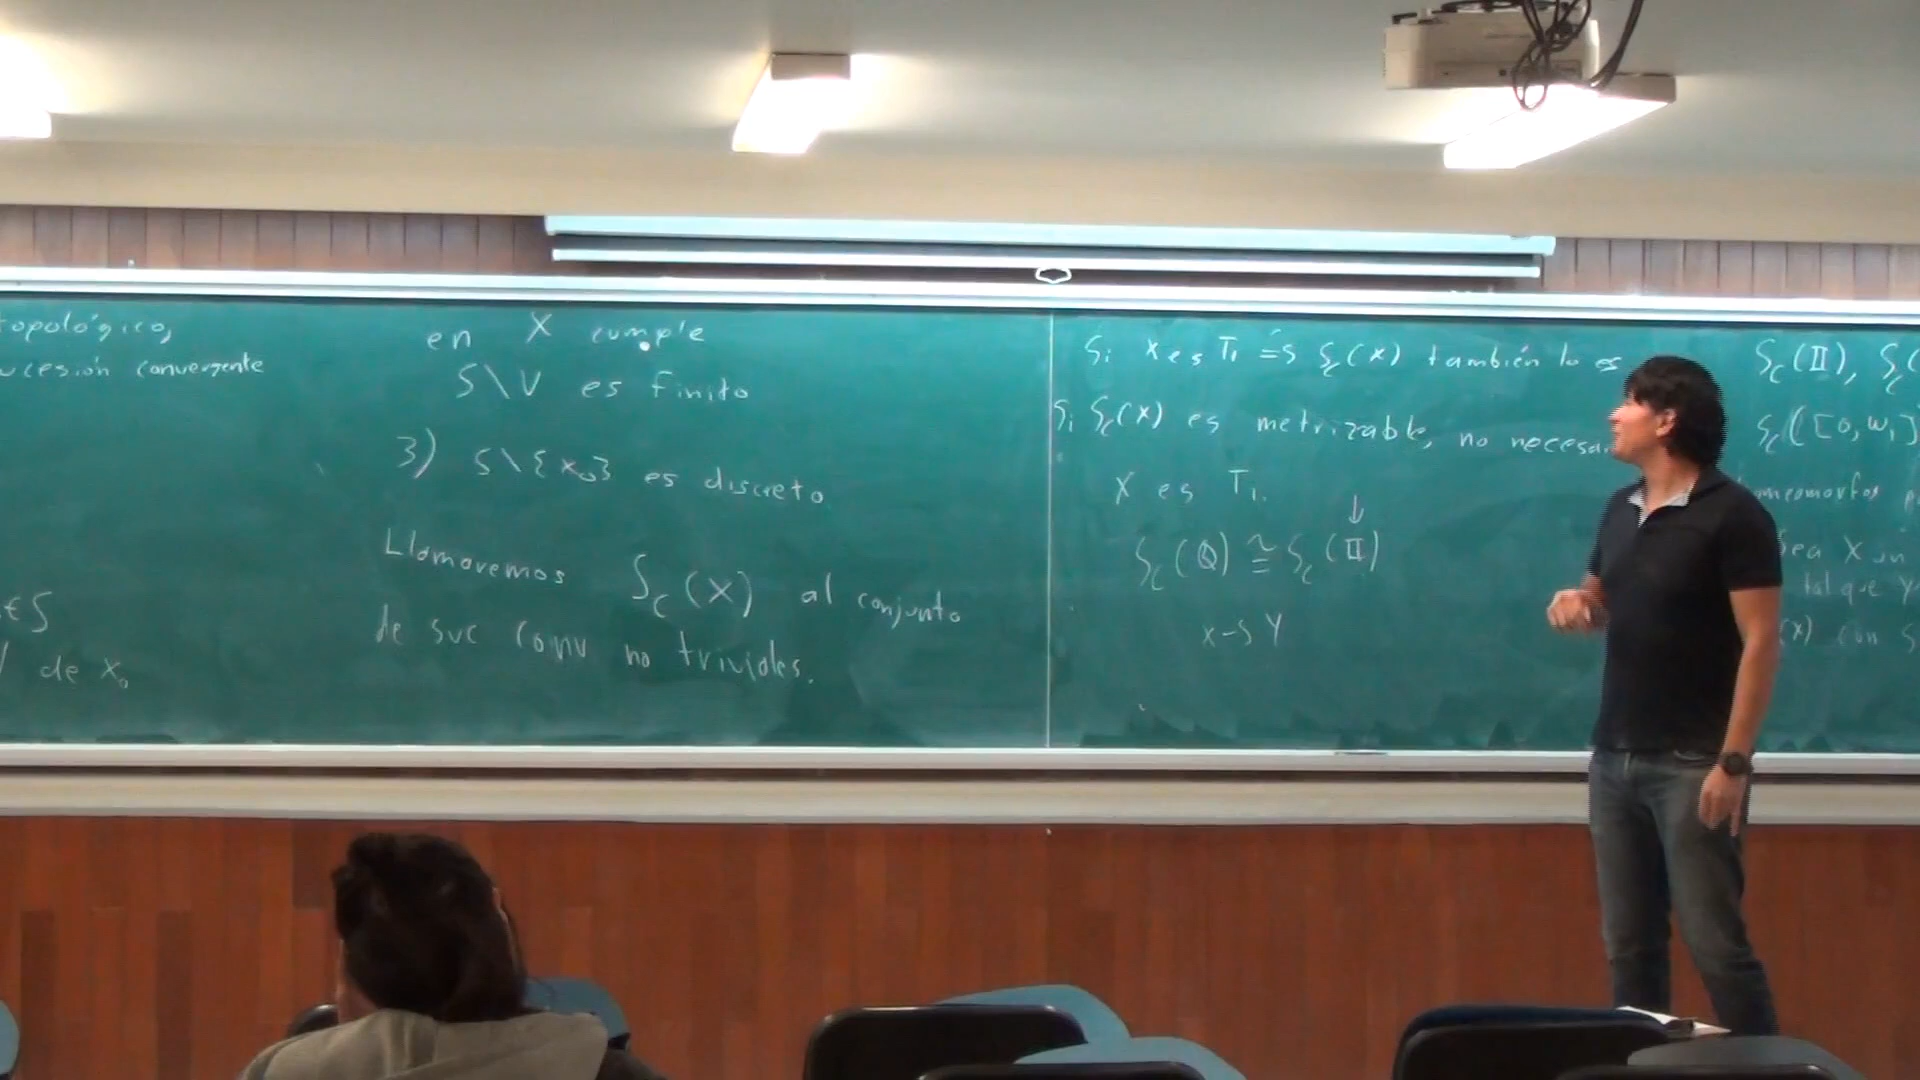 topológico,
ucesión convergente
∈ S
de x₀
en X cumple
S\V es finito
3) S\{x₀} es discreto
Llamaremos S_c(X) al conjunto
de suc conv no triviales.
Si X es T₁ ⇒ S_c(X) también lo es
Si S_c(X) es metrizable, no necesa
X es T₁.
↓
S_c(Q) ≅ S_c(𝕀)
X → Y
S_c(𝕀), S_c(
S_c([0, ω₁]
omeomorfos
Sea X un
tal que Y
(X) con S